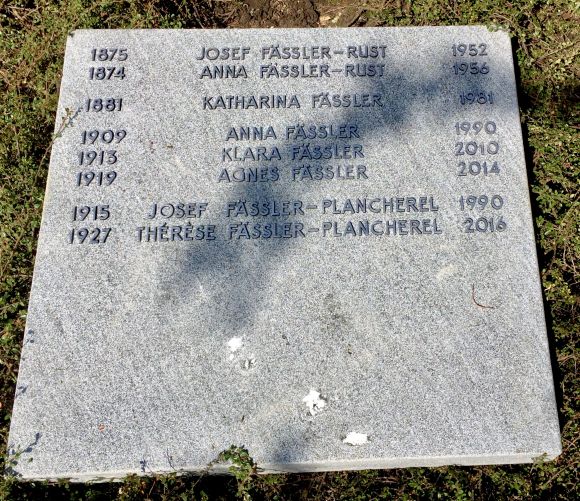 1875 JOSEF FÄSSLER-RUST 1952
1874 ANNA FÄSSLER-RUST 1956
1881 KATHARINA FÄSSLER 1981
1909 ANNA FÄSSLER 1990
1913 KLARA FÄSSLER 2010
1919 AGNES FÄSSLER 2014
1915 JOSEF FÄSSLER-PLANCHEREL 1990
1927 THÉRÈSE FÄSSLER-PLANCHEREL 2016